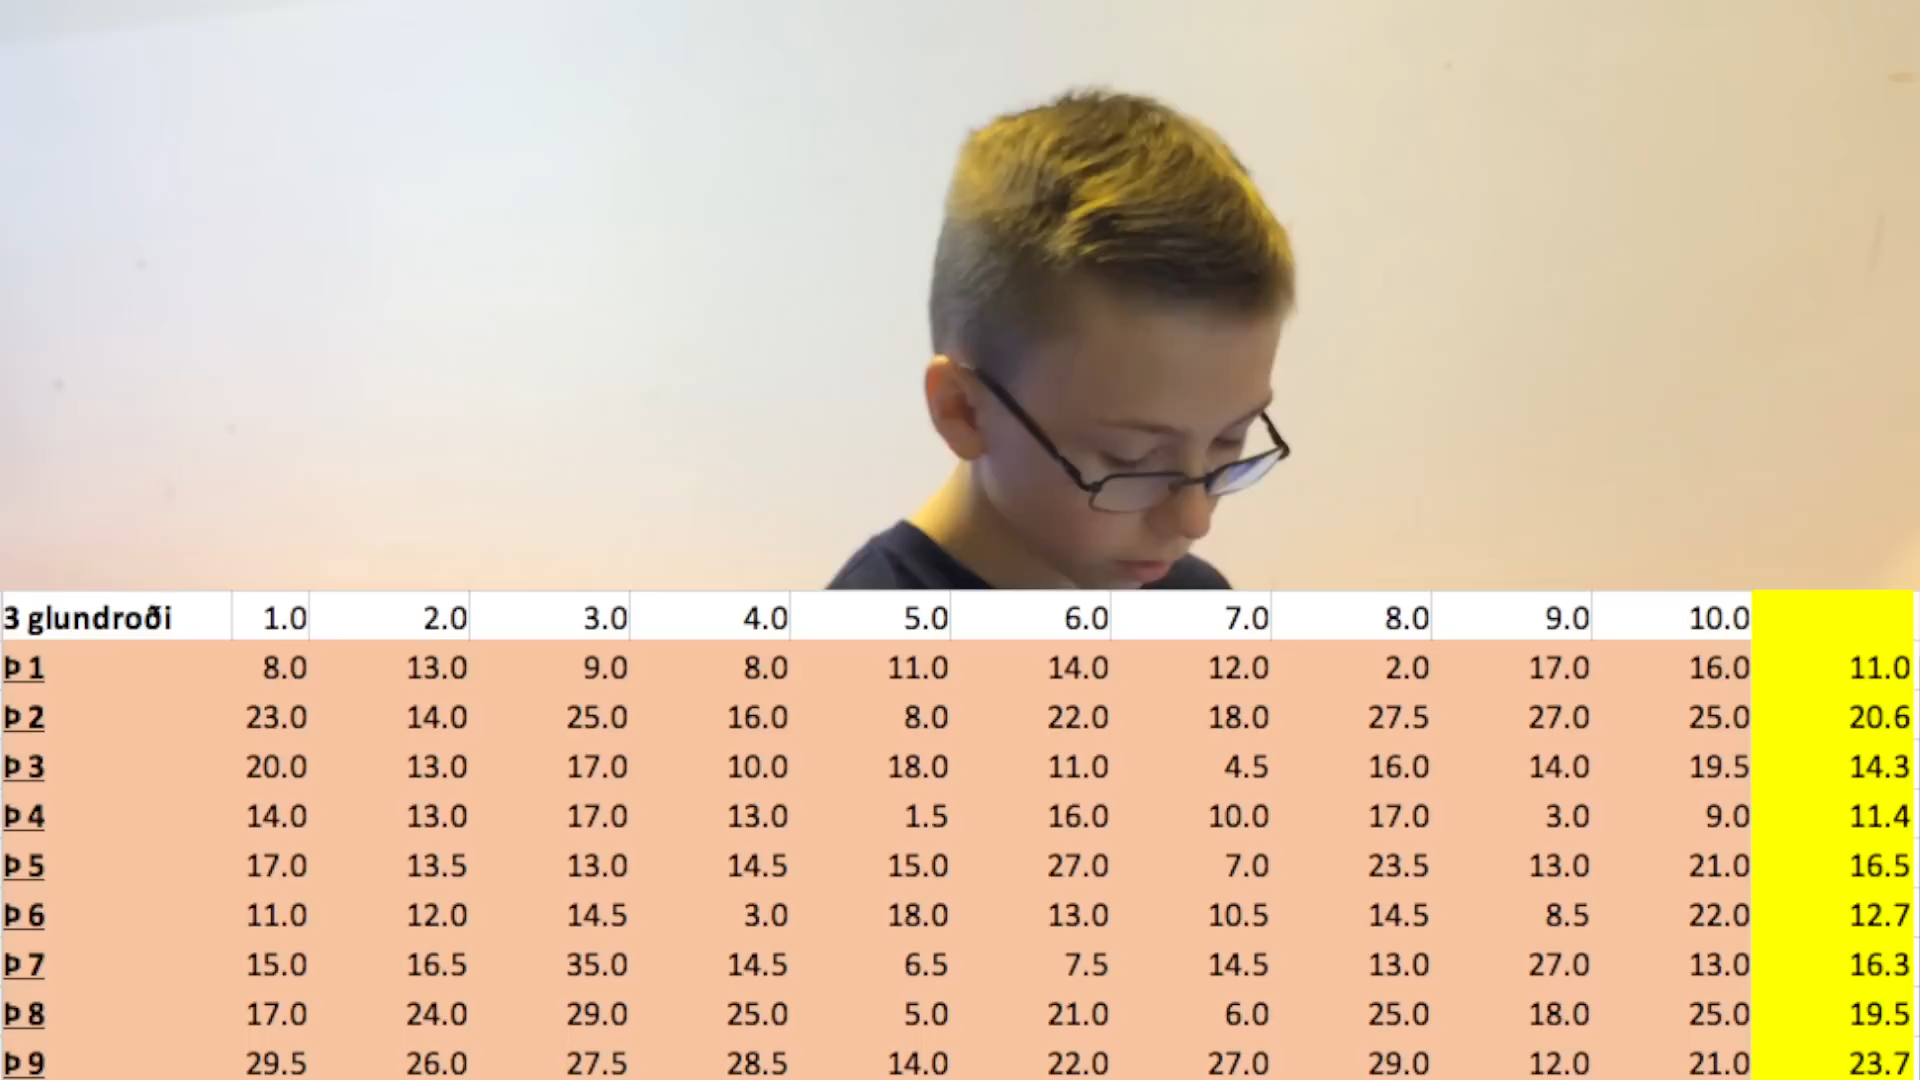 3 glundroði 1.0 2.0 3.0 4.0 5.0 6.0 7.0 8.0 9.0 10.0
Þ 1 8.0 13.0 9.0 8.0 11.0 14.0 12.0 2.0 17.0 16.0 11.0
Þ 2 23.0 14.0 25.0 16.0 8.0 22.0 18.0 27.5 27.0 25.0 20.6
Þ 3 20.0 13.0 17.0 10.0 18.0 11.0 4.5 16.0 14.0 19.5 14.3
Þ 4 14.0 13.0 17.0 13.0 1.5 16.0 10.0 17.0 3.0 9.0 11.4
Þ 5 17.0 13.5 13.0 14.5 15.0 27.0 7.0 23.5 13.0 21.0 16.5
Þ 6 11.0 12.0 14.5 3.0 18.0 13.0 10.5 14.5 8.5 22.0 12.7
Þ 7 15.0 16.5 35.0 14.5 6.5 7.5 14.5 13.0 27.0 13.0 16.3
Þ 8 17.0 24.0 29.0 25.0 5.0 21.0 6.0 25.0 18.0 25.0 19.5
Þ 9 29.5 26.0 27.5 28.5 14.0 22.0 27.0 29.0 12.0 21.0 23.7